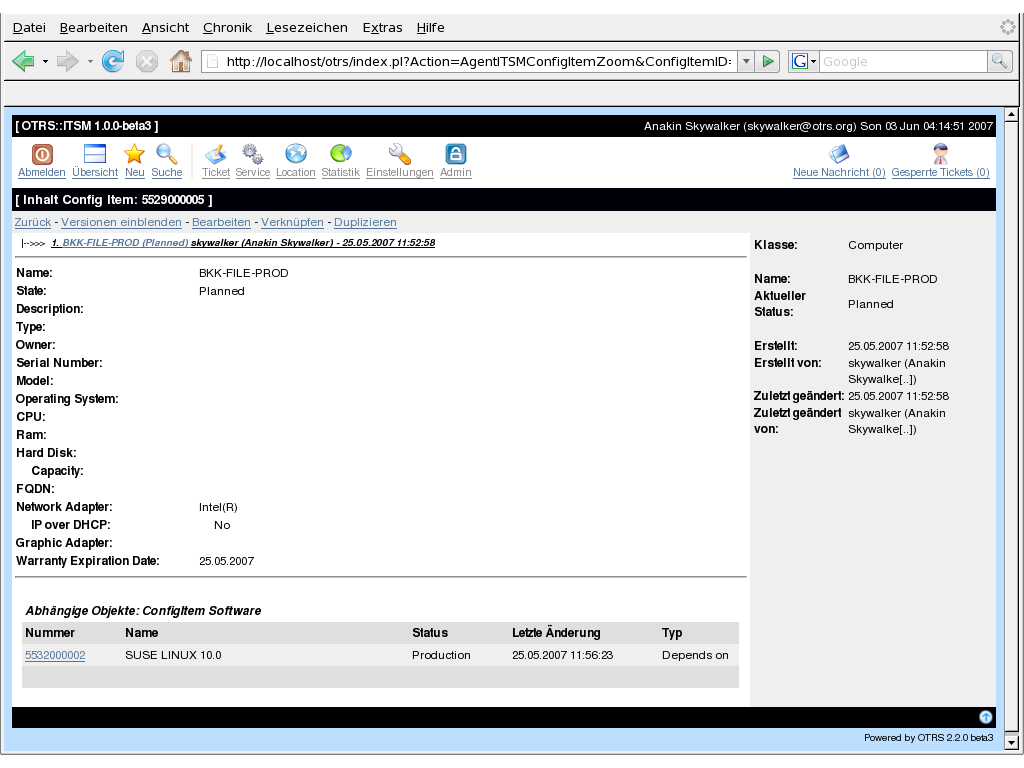 Datei Bearbeiten Ansicht Chronik Lesezeichen Extras Hilfe
http://localhost/otrs/index.pl?Action=AgentITSMConfigItemZoom&ConfigItemID=
G Google
[ OTRS::ITSM 1.0.0-beta3 ] Anakin Skywalker (skywalker@otrs.org) Son 03 Jun 04:14:51 2007
Abmelden Übersicht Neu Suche Ticket Service Location Statistik Einstellungen Admin Neue Nachricht (0) Gesperrte Tickets (0)
[ Inhalt Config Item: 5529000005 ]
Zurück - Versionen einblenden - Bearbeiten - Verknüpfen - Duplizieren
|-->>> 1. BKK-FILE-PROD (Planned) skywalker (Anakin Skywalker) - 25.05.2007 11:52:58
Name: BKK-FILE-PROD
State: Planned
Description:
Type:
Owner:
Serial Number:
Model:
Operating System:
CPU:
Ram:
Hard Disk:
Capacity:
FQDN:
Network Adapter: Intel(R)
IP over DHCP: No
Graphic Adapter:
Warranty Expiration Date: 25.05.2007
Abhängige Objekte: ConfigItem Software
Nummer Name Status Letzte Änderung Typ
5532000002 SUSE LINUX 10.0 Production 25.05.2007 11:56:23 Depends on
Klasse: Computer
Name: BKK-FILE-PROD
Aktueller
Status: Planned
Erstellt: 25.05.2007 11:52:58
Erstellt von: skywalker (Anakin
Skywalke[..])
Zuletzt geändert: 25.05.2007 11:52:58
Zuletzt geändert skywalker (Anakin
von: Skywalke[..])
Powered by OTRS 2.2.0 beta3